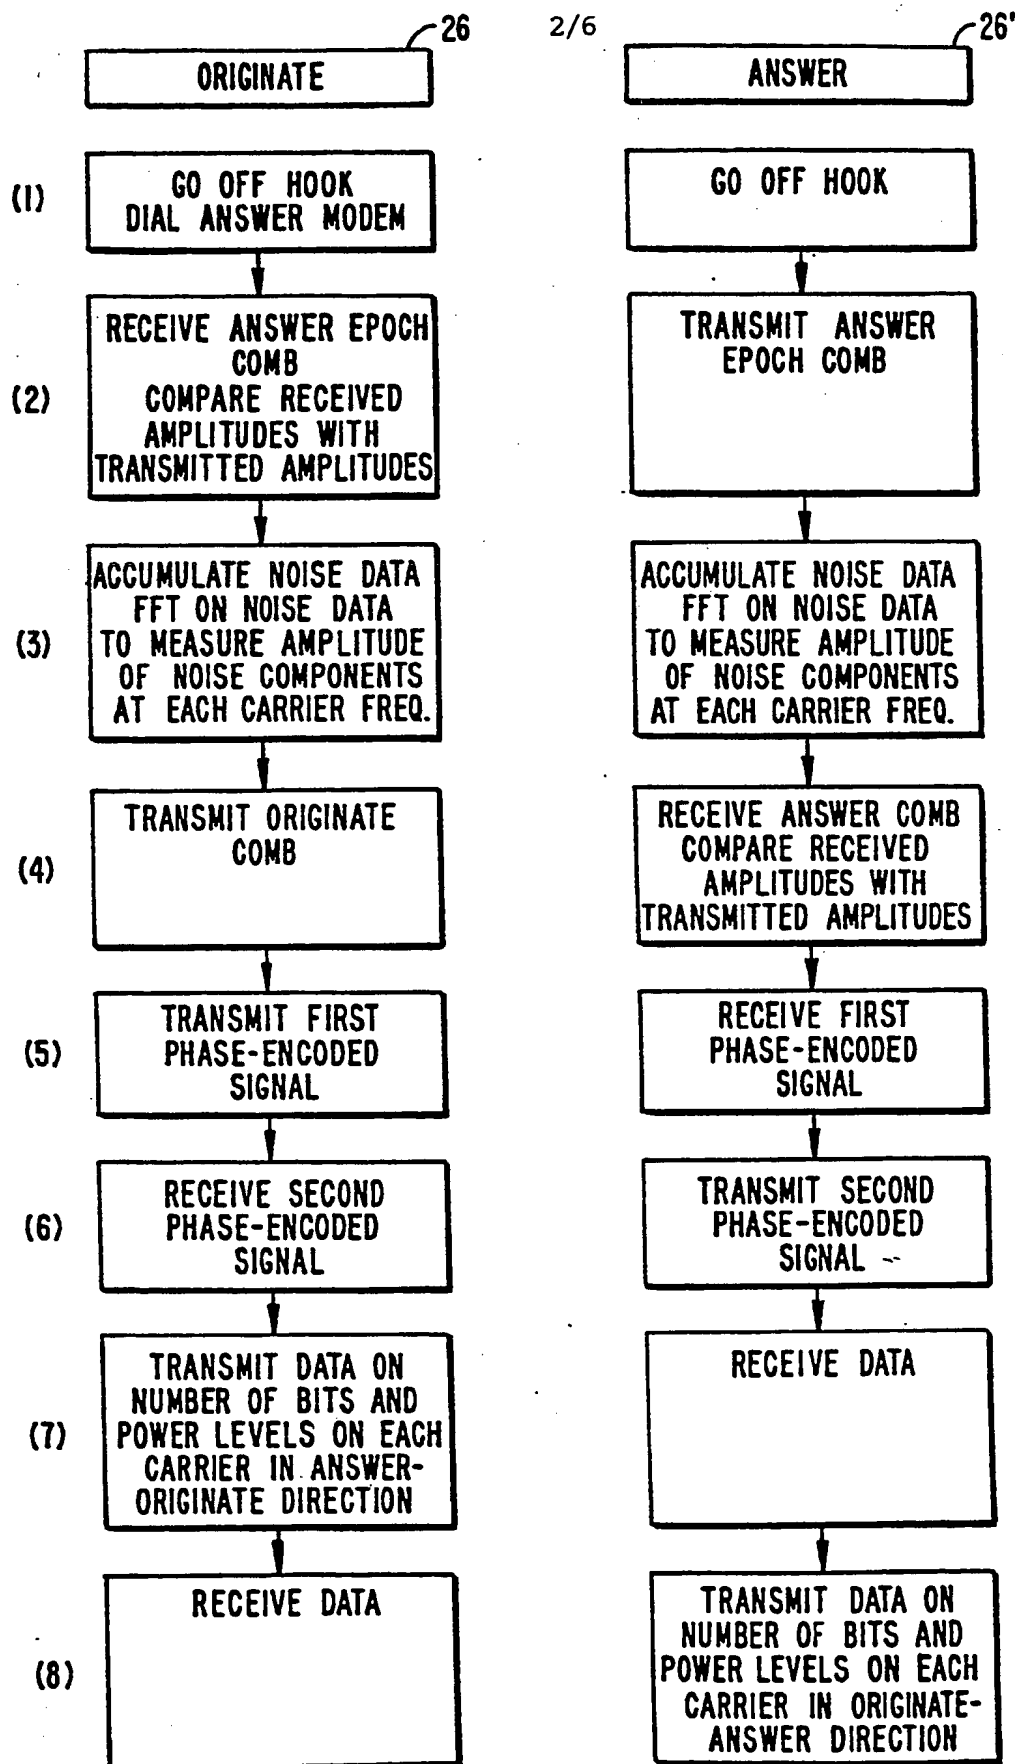 26
2/6
26'
ORIGINATE
ANSWER
(1)
GO OFF HOOK
DIAL ANSWER MODEM
GO OFF HOOK
(2)
RECEIVE ANSWER EPOCH
COMB
COMPARE RECEIVED
AMPLITUDES WITH
TRANSMITTED AMPLITUDES
TRANSMIT ANSWER
EPOCH COMB
(3)
ACCUMULATE NOISE DATA
FFT ON NOISE DATA
TO MEASURE AMPLITUDE
OF NOISE COMPONENTS
AT EACH CARRIER FREQ.
ACCUMULATE NOISE DATA
FFT ON NOISE DATA
TO MEASURE AMPLITUDE
OF NOISE COMPONENTS
AT EACH CARRIER FREQ.
(4)
TRANSMIT ORIGINATE
COMB
RECEIVE ANSWER COMB
COMPARE RECEIVED
AMPLITUDES WITH
TRANSMITTED AMPLITUDES
(5)
TRANSMIT FIRST
PHASE-ENCODED
SIGNAL
RECEIVE FIRST
PHASE-ENCODED
SIGNAL
(6)
RECEIVE SECOND
PHASE-ENCODED
SIGNAL
TRANSMIT SECOND
PHASE-ENCODED
SIGNAL
(7)
TRANSMIT DATA ON
NUMBER OF BITS AND
POWER LEVELS ON EACH
CARRIER IN ANSWER-
ORIGINATE DIRECTION
RECEIVE DATA
(8)
RECEIVE DATA
TRANSMIT DATA ON
NUMBER OF BITS AND
POWER LEVELS ON EACH
CARRIER IN ORIGINATE-
ANSWER DIRECTION